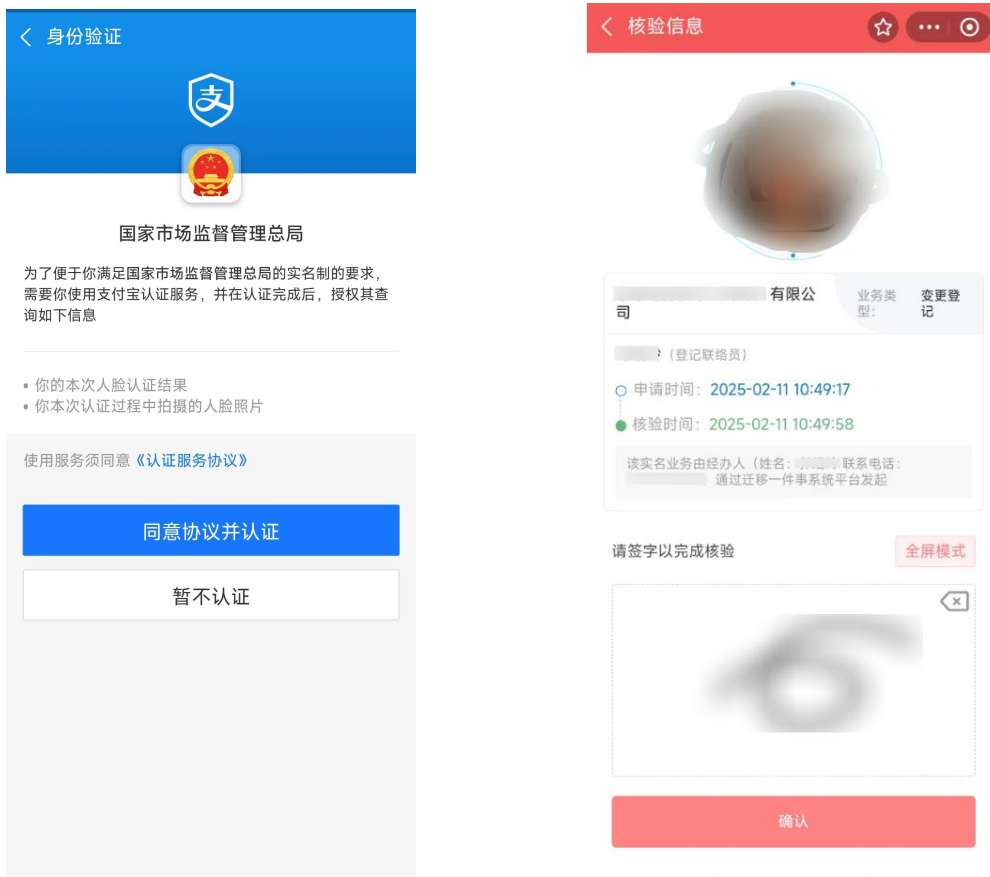 身份验证
支
国家市场监督管理总局
为了便于你满足国家市场监督管理总局的实名制的要求，
需要你使用支付宝认证服务，并在认证完成后，授权其查
询如下信息
• 你的本次人脸认证结果
• 你本次认证过程中拍摄的人脸照片
使用服务须同意《认证服务协议》
同意协议并认证
暂不认证
核验信息
有限公
司
业务类
型：
变更登
记
（登记联络员）
申请时间：2025-02-11 10:49:17
核验时间：2025-02-11 10:49:58
该实名业务由经办人（姓名： 联系电话：
通过迁移一件事系统平台发起
请签字以完成核验
全屏模式
确认